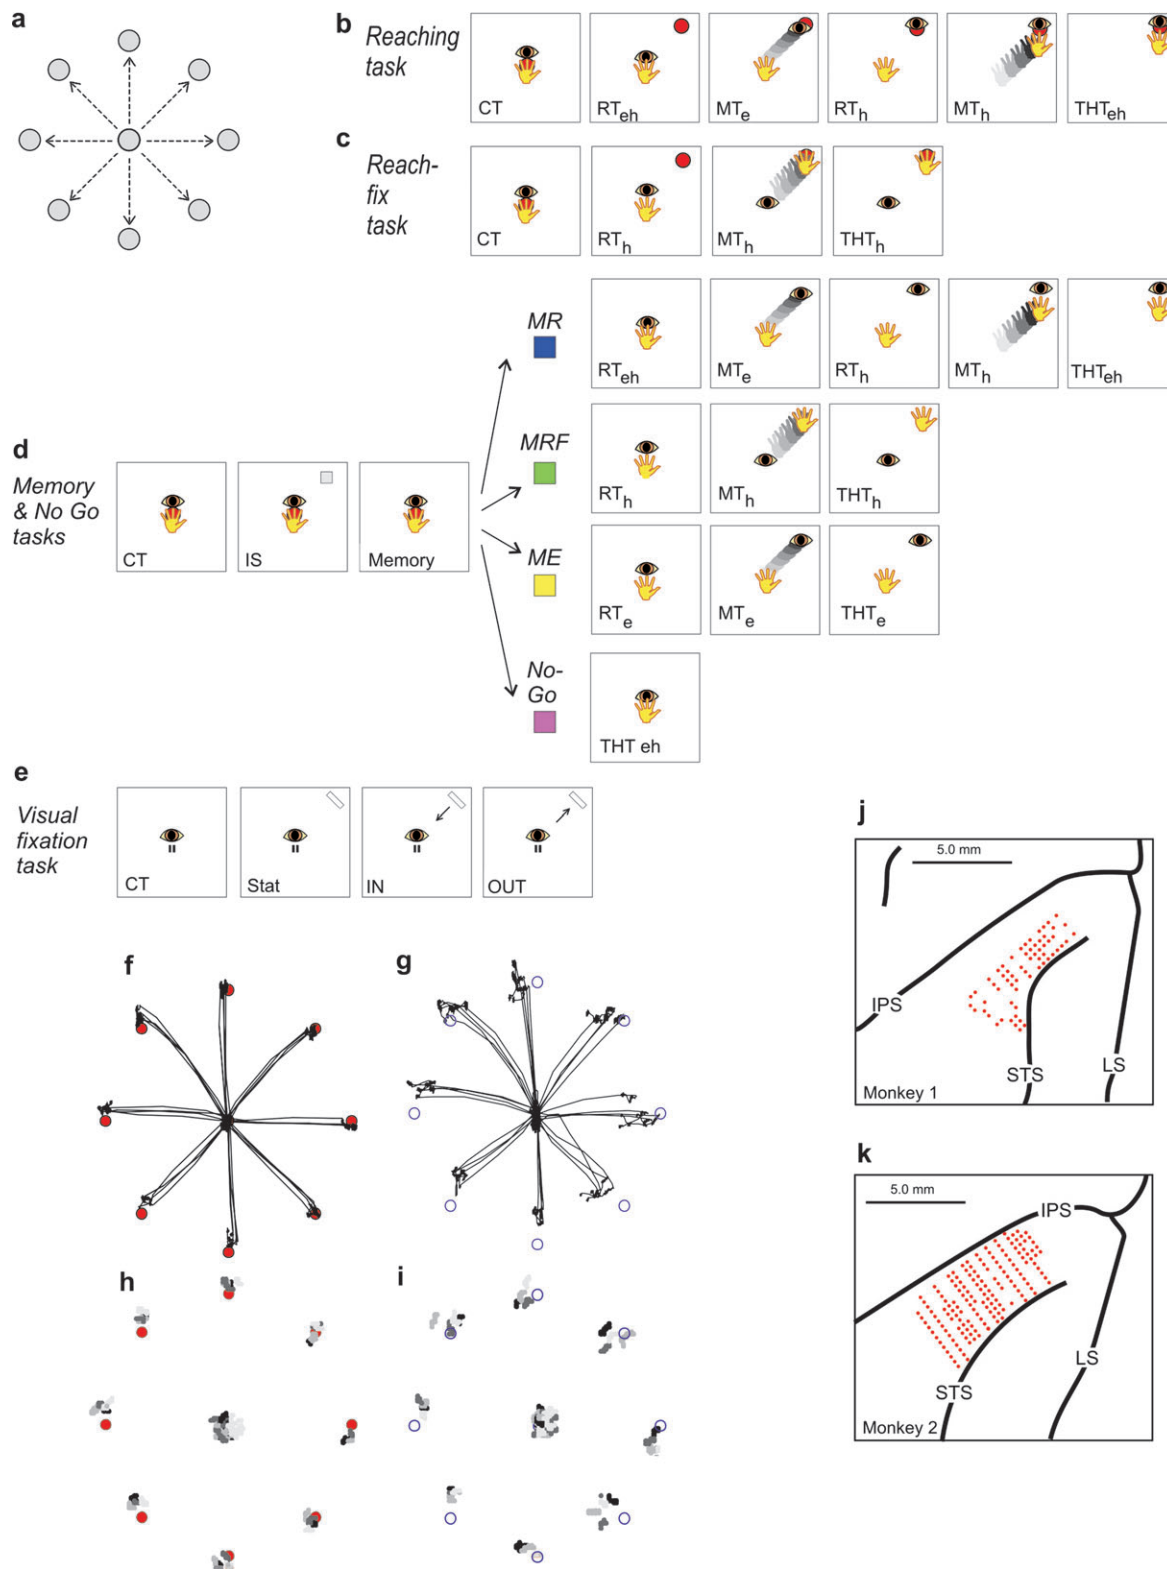 a
b
Reaching
task
CT
RTeh
MTe
RTh
MTh
THTeh
c
Reach-
fix
task
CT
RTh
MTh
THTh
d
Memory
& No Go
tasks
CT
IS
Memory
MR
RTeh
MTe
RTh
MTh
THTeh
MRF
RTh
MTh
THTh
ME
RTe
MTe
THTe
No-
Go
THT eh
e
Visual
fixation
task
CT
Stat
IN
OUT
f
g
h
i
j
5.0 mm
IPS
STS
LS
Monkey 1
k
5.0 mm
IPS
LS
STS
Monkey 2